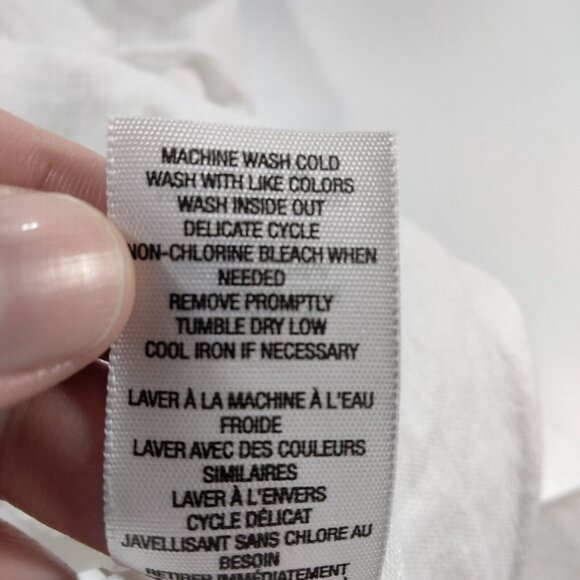 MACHINE WASH COLD
WASH WITH LIKE COLORS
WASH INSIDE OUT
DELICATE CYCLE
NON-CHLORINE BLEACH WHEN
NEEDED
REMOVE PROMPTLY
TUMBLE DRY LOW
COOL IRON IF NECESSARY
LAVER À LA MACHINE À L'EAU
FROIDE
LAVER AVEC DES COULEURS
SIMILAIRES
LAVER À L'ENVERS
CYCLE DÉLICAT
JAVELLISANT SANS CHLORE AU
BESOIN
RETIRER IMMÉDIATEMENT